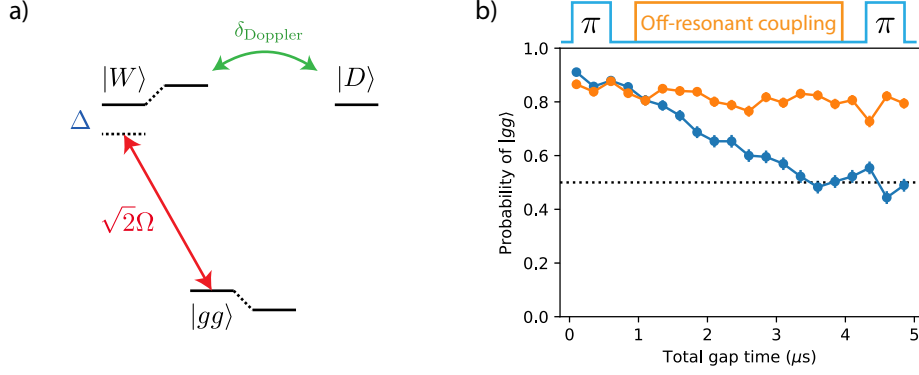 a)
δDoppler
|W⟩
|D⟩
Δ
√2Ω
|gg⟩
b)
π
Off-resonant coupling
π
1.0
0.8
0.6
0.4
0.2
0.0
Probability of |gg⟩
0
1
2
3
4
5
Total gap time (μs)